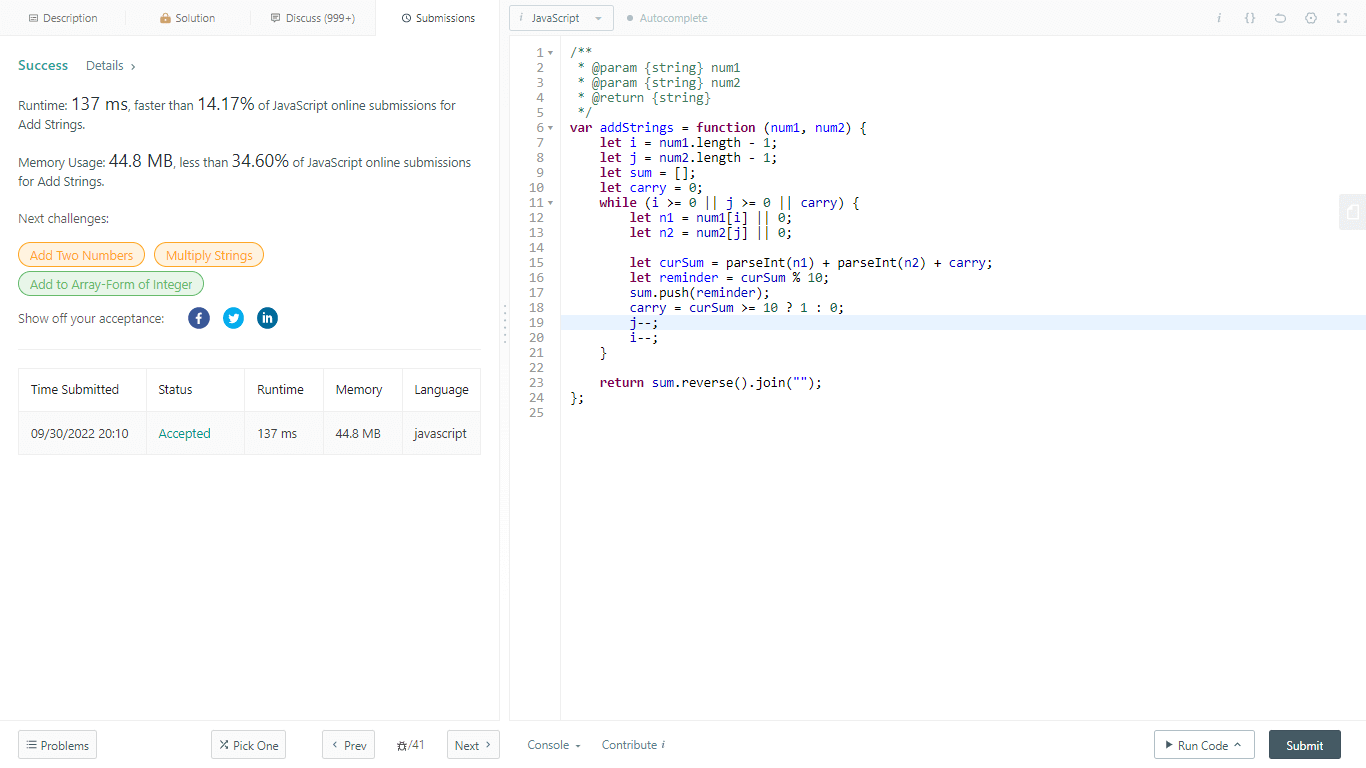 Description
Solution
Discuss (999+)
Submissions
i JavaScript
Autocomplete
i {}
Success Details >
Runtime: 137 ms, faster than 14.17% of JavaScript online submissions for
Add Strings.
Memory Usage: 44.8 MB, less than 34.60% of JavaScript online submissions
for Add Strings.
Next challenges:
Add Two Numbers
Multiply Strings
Add to Array-Form of Integer
Show off your acceptance:
f
in
Time Submitted Status Runtime Memory Language
09/30/2022 20:10 Accepted 137 ms 44.8 MB javascript
1 /**
2  * @param {string} num1
3  * @param {string} num2
4  * @return {string}
5  */
6 var addStrings = function (num1, num2) {
7     let i = num1.length - 1;
8     let j = num2.length - 1;
9     let sum = [];
10     let carry = 0;
11     while (i >= 0 || j >= 0 || carry) {
12         let n1 = num1[i] || 0;
13         let n2 = num2[j] || 0;
14
15         let curSum = parseInt(n1) + parseInt(n2) + carry;
16         let reminder = curSum % 10;
17         sum.push(reminder);
18         carry = curSum >= 10 ? 1 : 0;
19         j--;
20         i--;
21     }
22
23     return sum.reverse().join("");
24 };
25
Problems
Pick One
< Prev
/41
Next >
Console
Contribute i
Run Code
Submit